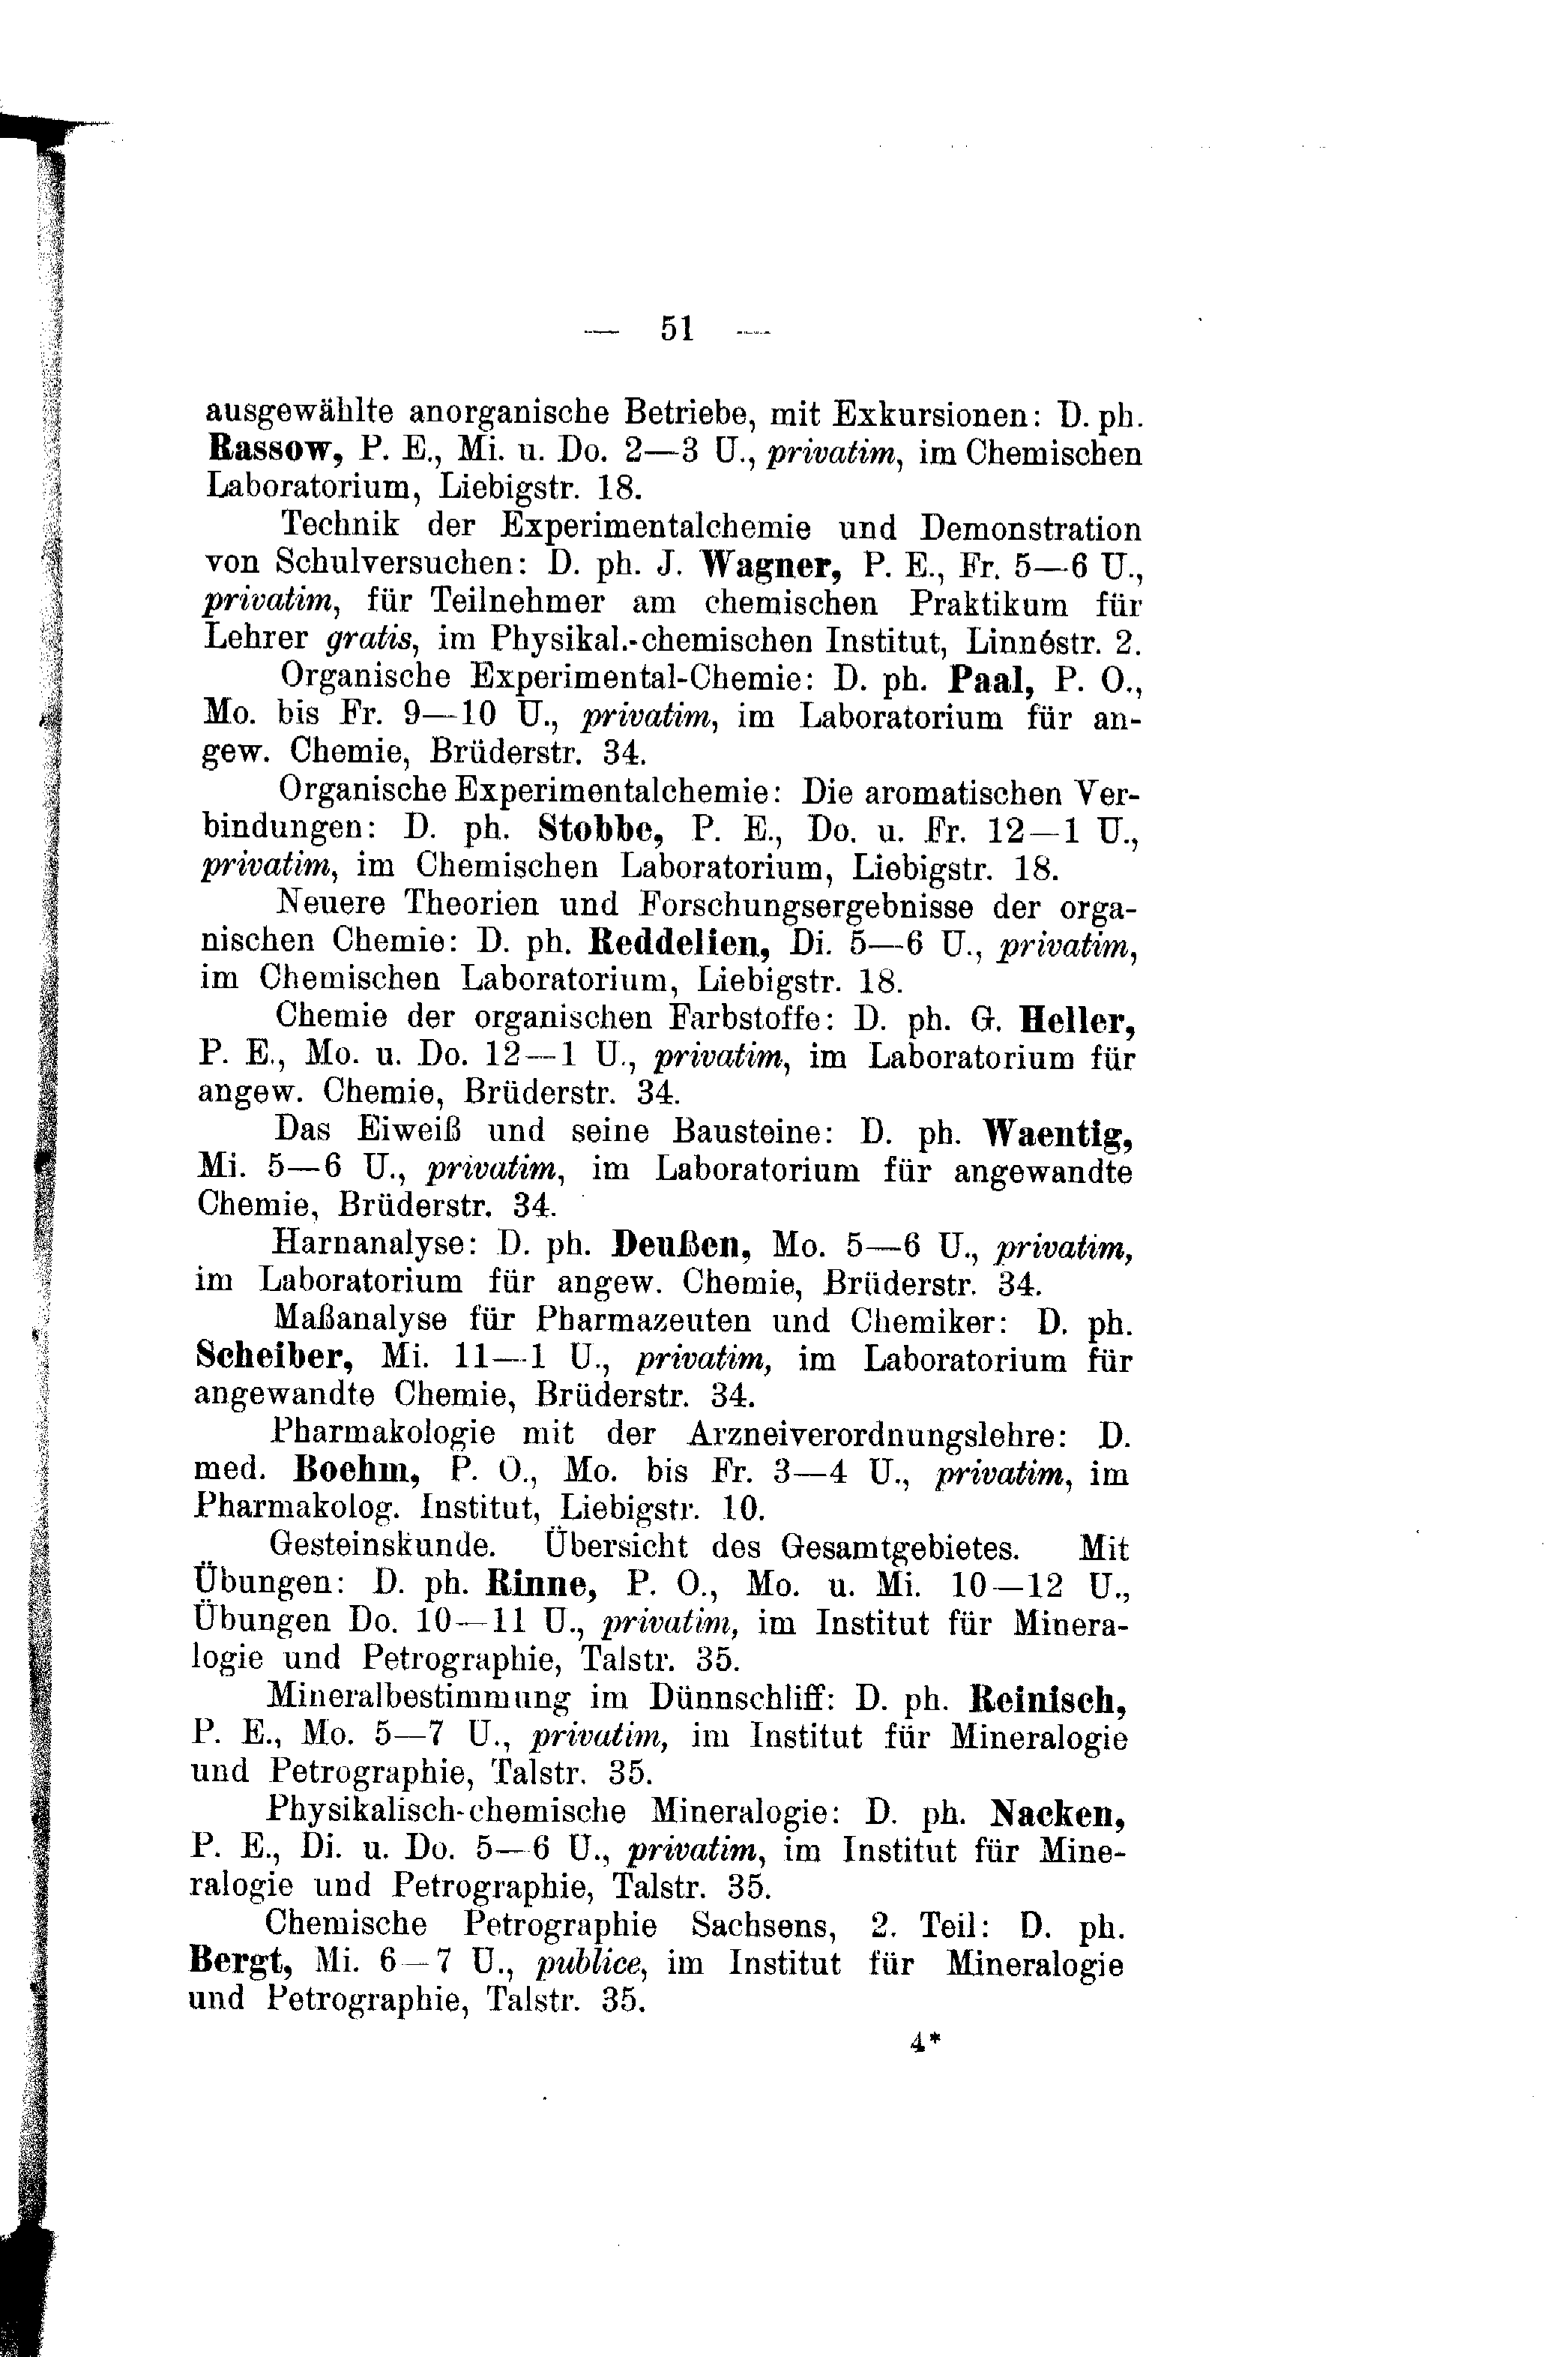 — 51 —
ausgewählte anorganische Betriebe, mit Exkursionen: D. ph.
Rassow, P. E., Mi. u. Do. 2—3 U., privatim, im Chemischen
Laboratorium, Liebigstr. 18.
Technik der Experimentalchemie und Demonstration
von Schulversuchen: D. ph. J. Wagner, P. E., Fr. 5—6 U.,
privatim, für Teilnehmer am chemischen Praktikum für
Lehrer gratis, im Physikal.-chemischen Institut, Linnéstr. 2.
Organische Experimental-Chemie: D. ph. Paal, P. O.,
Mo. bis Fr. 9—10 U., privatim, im Laboratorium für an-
gew. Chemie, Brüderstr. 34.
Organische Experimentalchemie: Die aromatischen Ver-
bindungen: D. ph. Stobbe, P. E., Do. u. Fr. 12—1 U.,
privatim, im Chemischen Laboratorium, Liebigstr. 18.
Neuere Theorien und Forschungsergebnisse der orga-
nischen Chemie: D. ph. Reddelien, Di. 5—6 U., privatim,
im Chemischen Laboratorium, Liebigstr. 18.
Chemie der organischen Farbstoffe: D. ph. G. Heller,
P. E., Mo. u. Do. 12—1 U., privatim, im Laboratorium für
angew. Chemie, Brüderstr. 34.
Das Eiweiß und seine Bausteine: D. ph. Waentig,
Mi. 5—6 U., privatim, im Laboratorium für angewandte
Chemie, Brüderstr. 34.
Harnanalyse: D. ph. Deußen, Mo. 5—6 U., privatim,
im Laboratorium für angew. Chemie, Brüderstr. 34.
Maßanalyse für Pharmazeuten und Chemiker: D. ph.
Scheiber, Mi. 11—1 U., privatim, im Laboratorium für
angewandte Chemie, Brüderstr. 34.
Pharmakologie mit der Arzneiverordnungslehre: D.
med. Boehm, P. O., Mo. bis Fr. 3—4 U., privatim, im
Pharmakolog. Institut, Liebigstr. 10.
Gesteinskunde. Übersicht des Gesamtgebietes. Mit
Übungen: D. ph. Rinne, P. O., Mo. u. Mi. 10—12 U.,
Übungen Do. 10—11 U., privatim, im Institut für Minera-
logie und Petrographie, Talstr. 35.
Mineralbestimmung im Dünnschliff: D. ph. Reinisch,
P. E., Mo. 5—7 U., privatim, im Institut für Mineralogie
und Petrographie, Talstr. 35.
Physikalisch-chemische Mineralogie: D. ph. Nacken,
P. E., Di. u. Do. 5—6 U., privatim, im Institut für Mine-
ralogie und Petrographie, Talstr. 35.
Chemische Petrographie Sachsens, 2. Teil: D. ph.
Bergt, Mi. 6—7 U., publice, im Institut für Mineralogie
und Petrographie, Talstr. 35.
4*